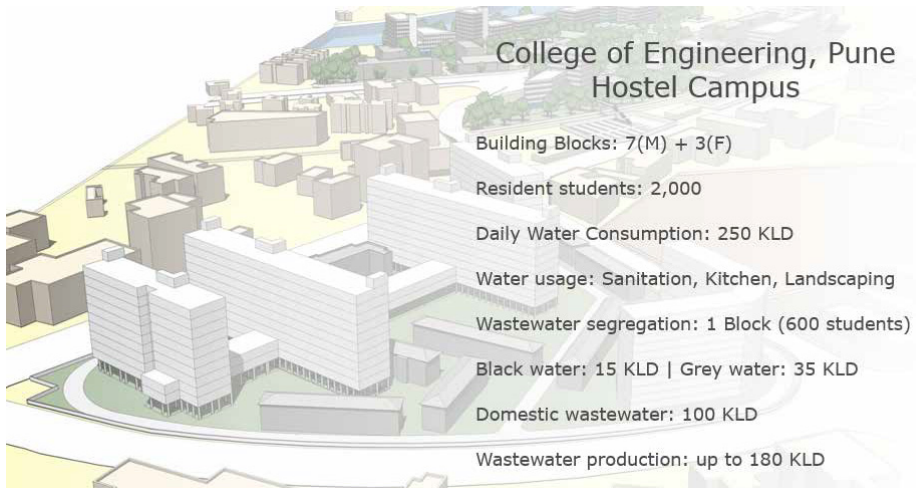 College of Engineering, Pune
Hostel Campus
Building Blocks: 7(M) + 3(F)
Resident students: 2,000
Daily Water Consumption: 250 KLD
Water usage: Sanitation, Kitchen, Landscaping
Wastewater segregation: 1 Block (600 students)
Black water: 15 KLD | Grey water: 35 KLD
Domestic wastewater: 100 KLD
Wastewater production: up to 180 KLD